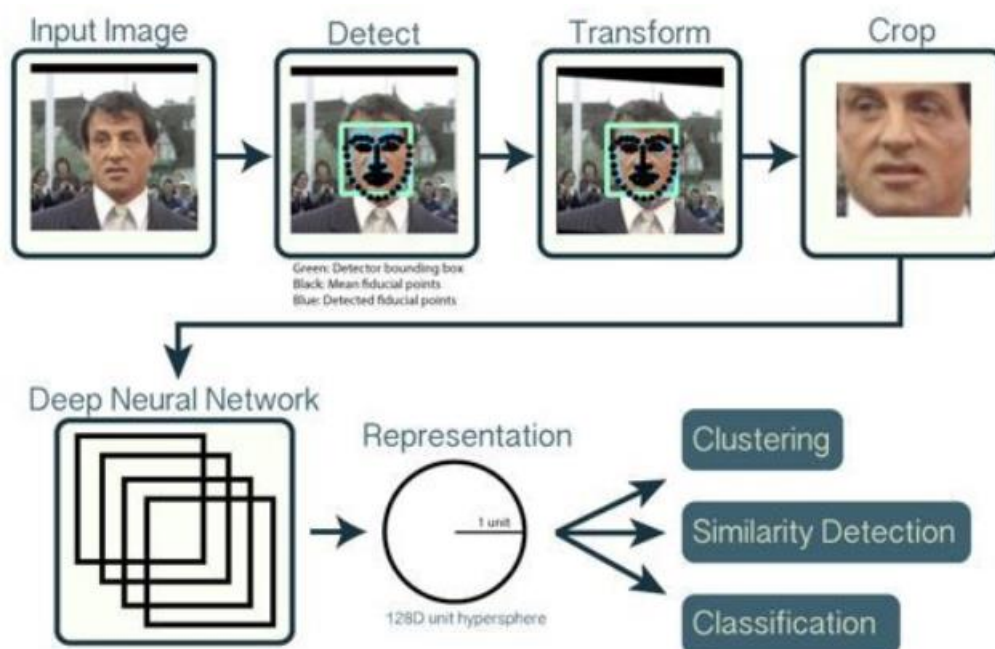 Input Image
Detect
Transform
Crop
Green: Detector bounding box
Black: Mean fiducial points
Blue: Detected fiducial points
Deep Neural Network
Representation
1 unit
128D unit hypersphere
Clustering
Similarity Detection
Classification